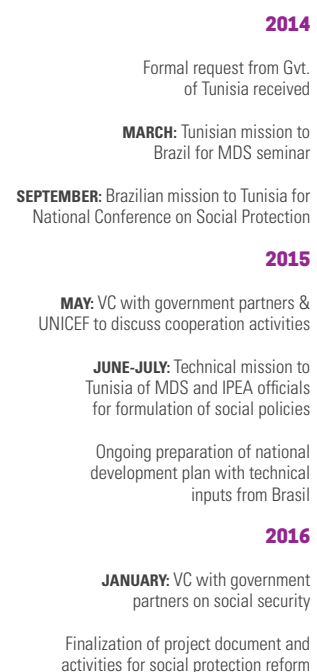 2014
Formal request from Gvt.
of Tunisia received
MARCH: Tunisian mission to
Brazil for MDS seminar
SEPTEMBER: Brazilian mission to Tunisia for
National Conference on Social Protection
2015
MAY: VC with government partners &
UNICEF to discuss cooperation activities
JUNE-JULY: Technical mission to
Tunisia of MDS and IPEA officials
for formulation of social policies
Ongoing preparation of national
development plan with technical
inputs from Brasil
2016
JANUARY: VC with government
partners on social security
Finalization of project document and
activities for social protection reform